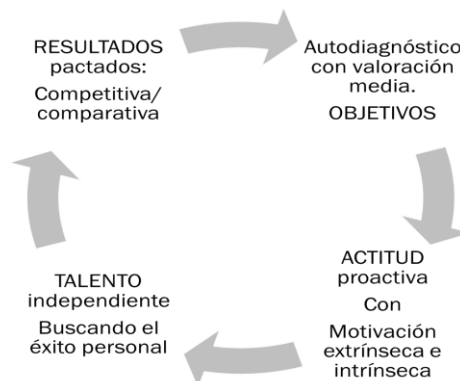 RESULTADOS
pactados:
Competitiva/
comparativa
Autodiagnóstico
con valoración
media.
OBJETIVOS
ACTITUD
proactiva
Con
Motivación
extrínseca e
intrínseca
TALENTO
independiente
Buscando el
éxito personal